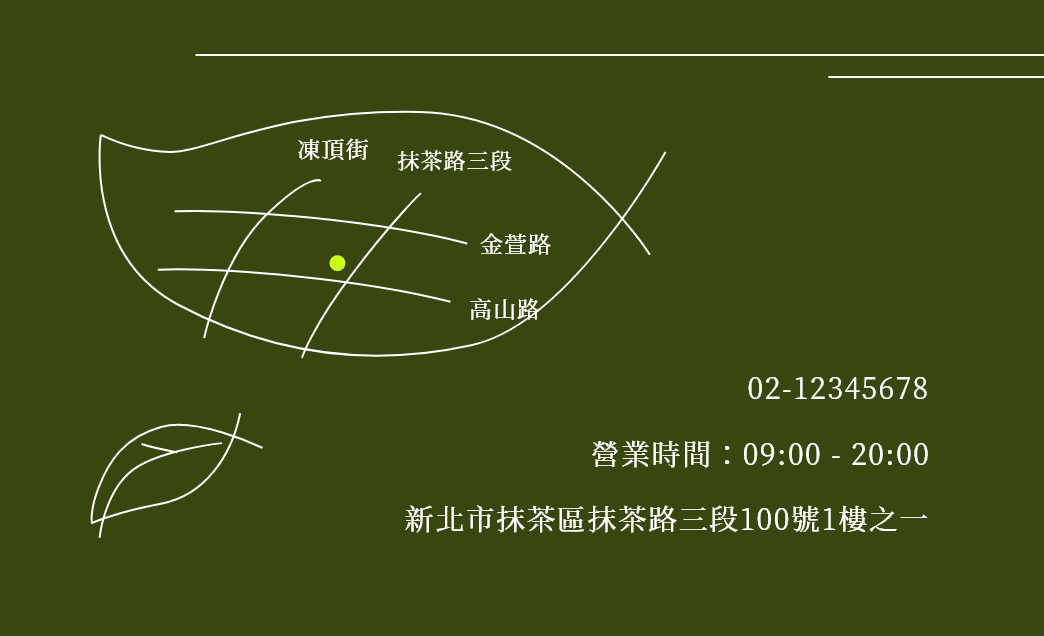 凍頂街
抹茶路三段
金萱路
高山路
02-12345678
營業時間：09:00 - 20:00
新北市抹茶區抹茶路三段100號1樓之一